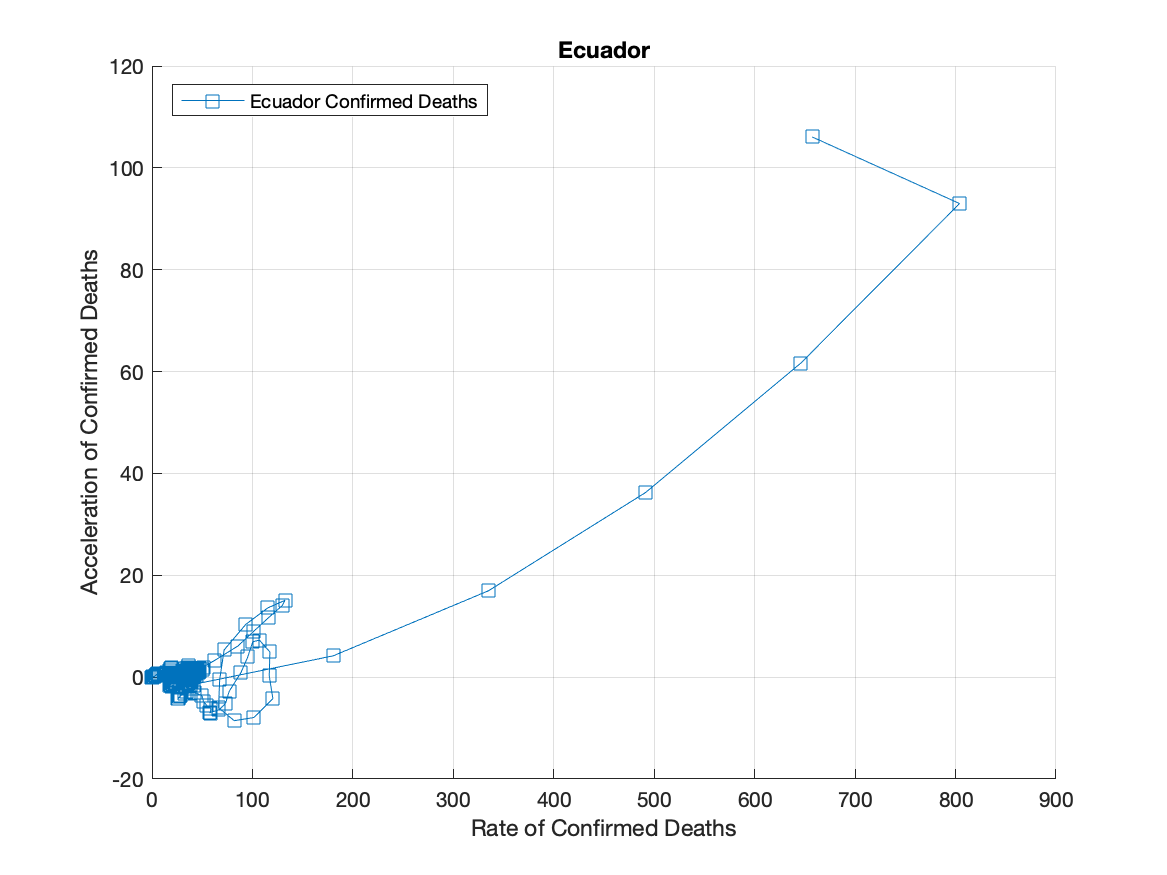 Ecuador
Ecuador Confirmed Deaths
120
100
80
60
40
20
0
-20
Acceleration of Confirmed Deaths
0 100 200 300 400 500 600 700 800 900
Rate of Confirmed Deaths